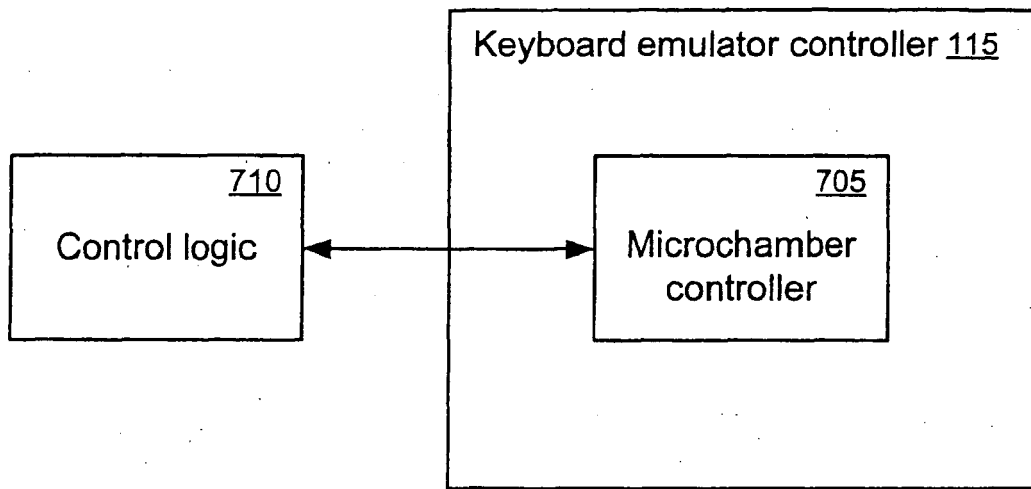 Keyboard emulator controller 115
710
Control logic
705
Microchamber
controller